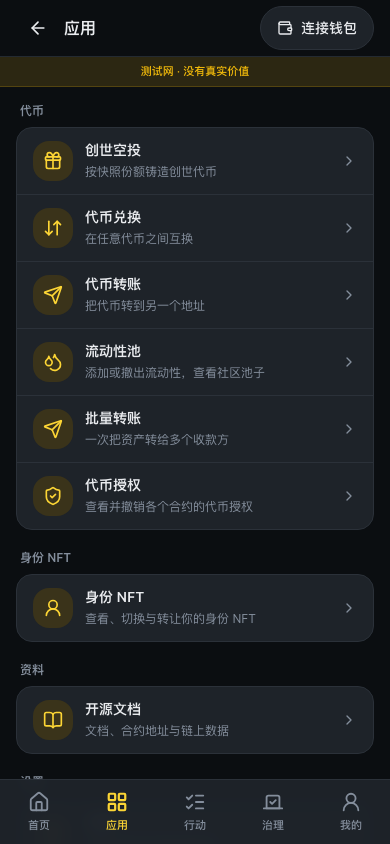 应用
连接钱包
测试网 · 没有真实价值
代币
创世空投
按快照份额铸造创世代币
代币兑换
在任意代币之间互换
代币转账
把代币转到另一个地址
流动性池
添加或撤出流动性，查看社区池子
批量转账
一次把资产转给多个收款方
代币授权
查看并撤销各个合约的代币授权
身份 NFT
身份 NFT
查看、切换与转让你的身份 NFT
资料
开源文档
文档、合约地址与链上数据
首页
应用
行动
治理
我的